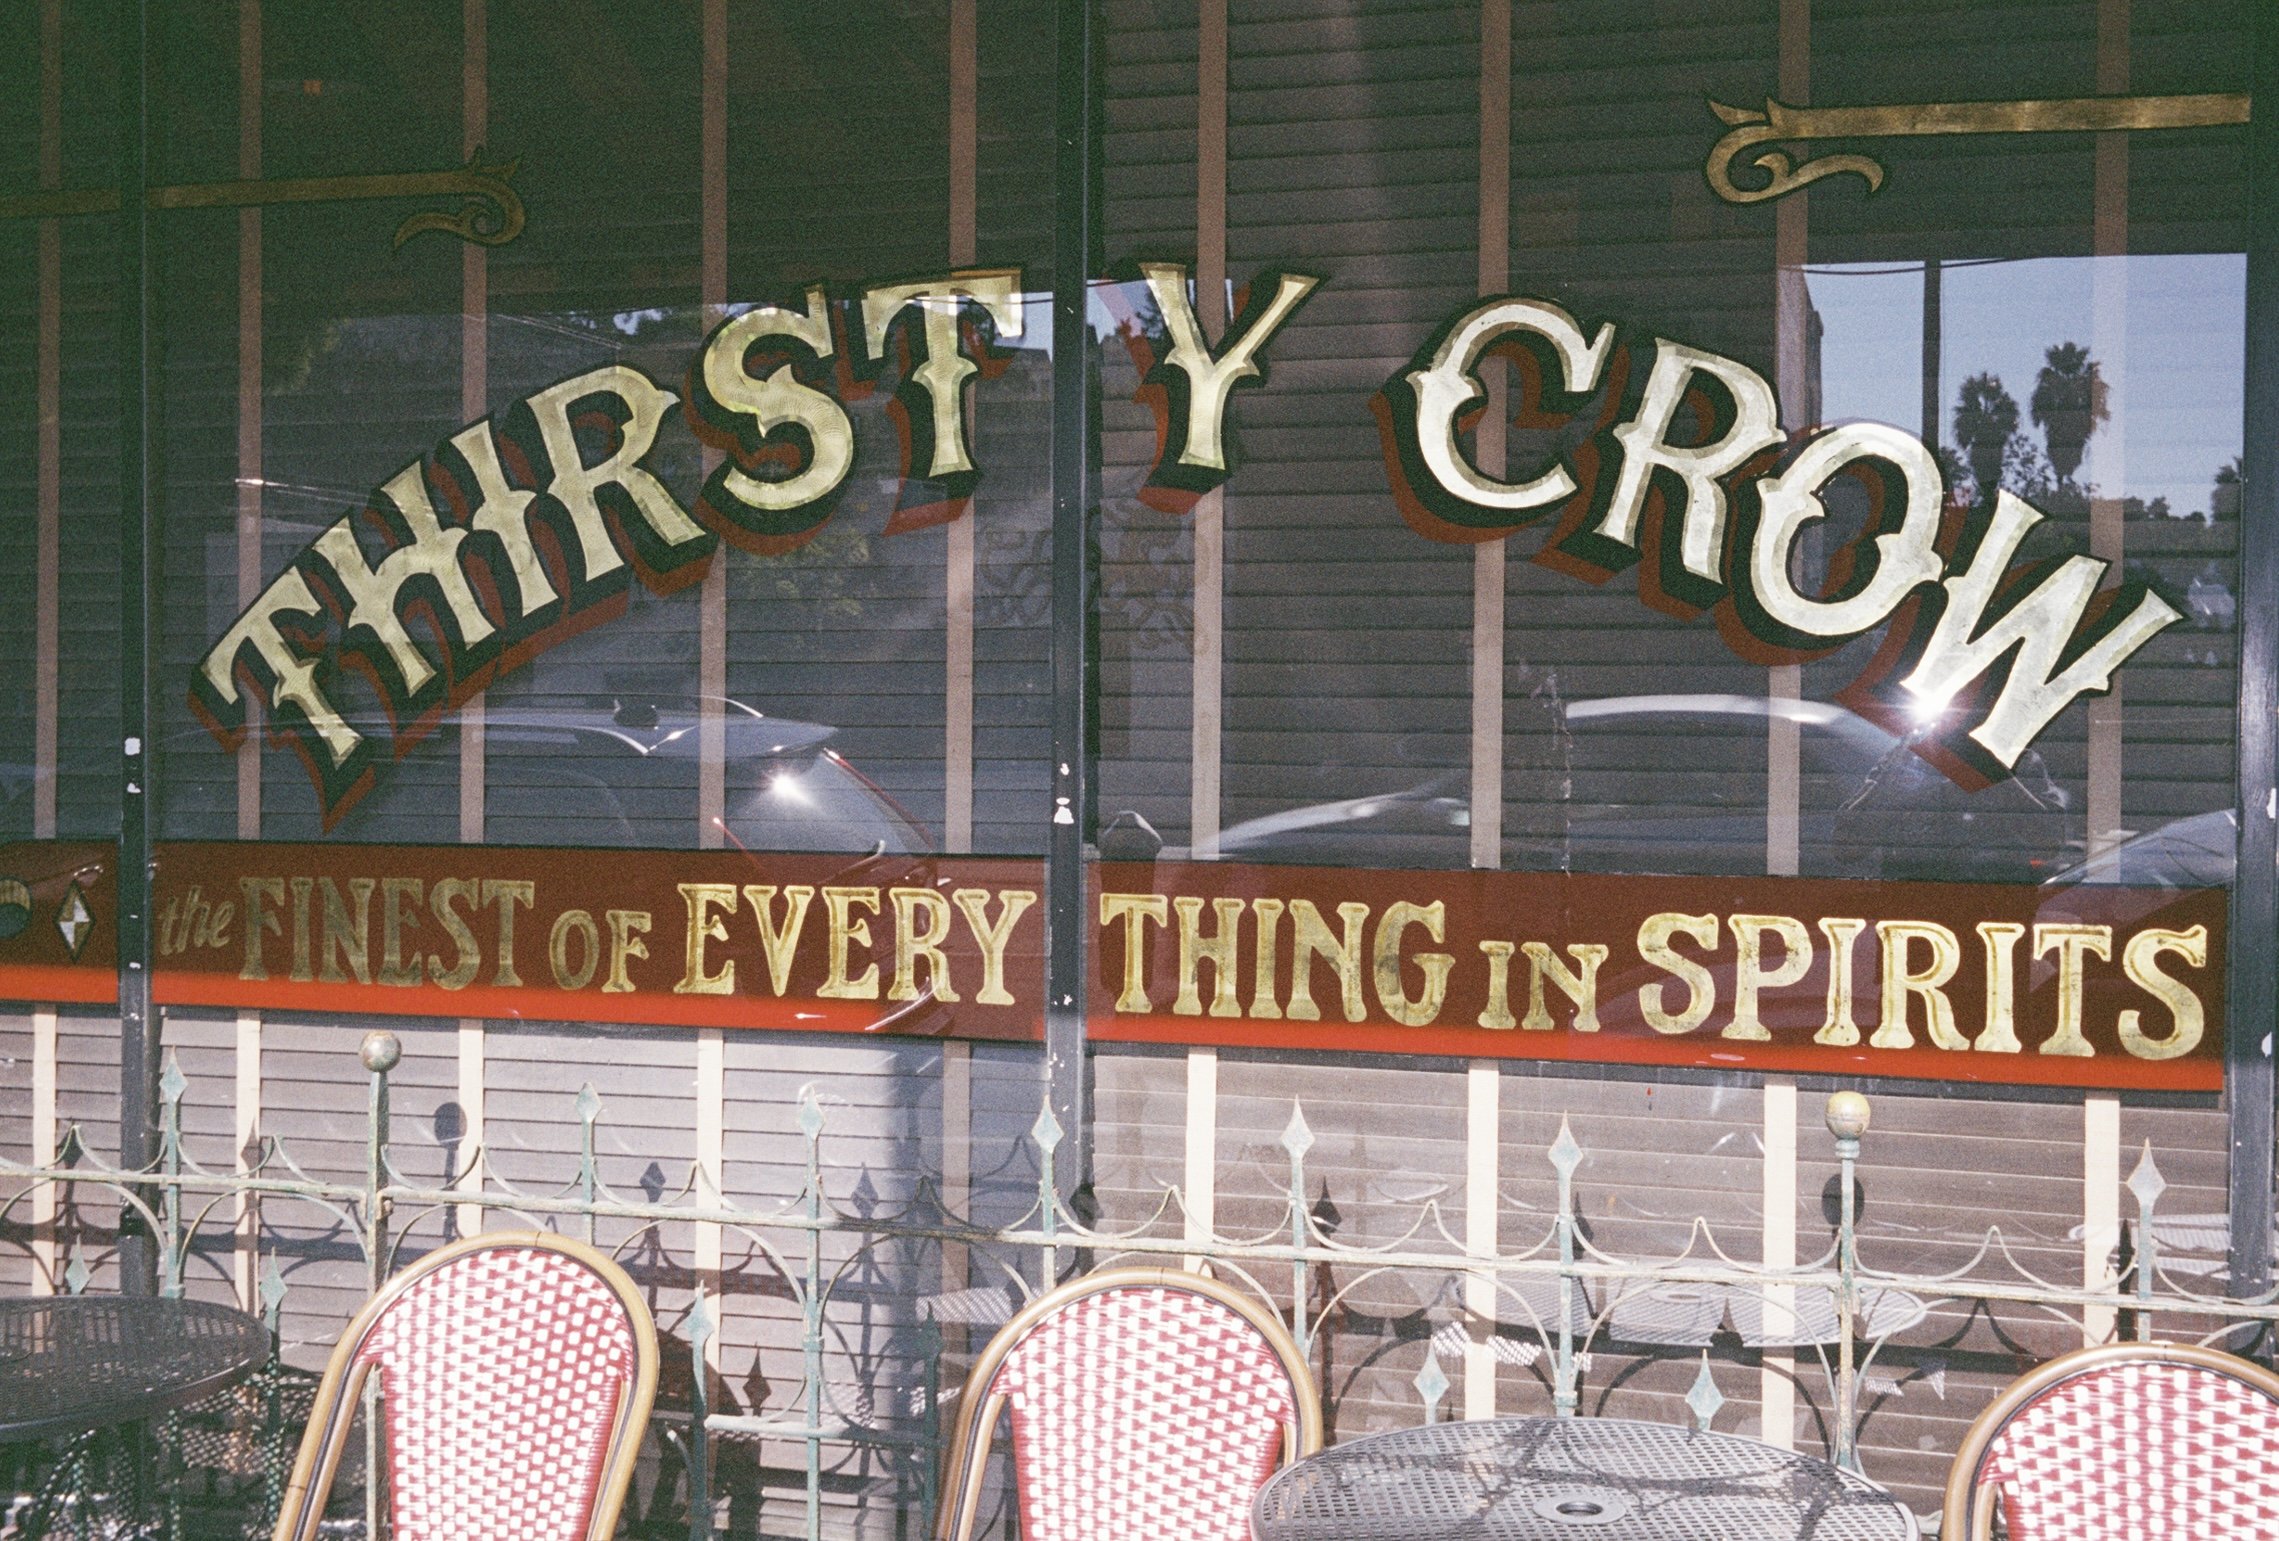 THIRSTY CROW
the FINEST OF EVERY THING IN SPIRITS